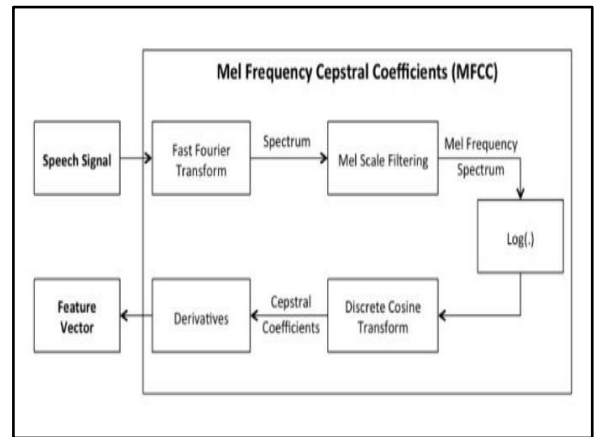 Mel Frequency Cepstral Coefficients (MFCC)
Speech Signal
Fast Fourier
Transform
Spectrum
Mel Scale Filtering
Mel Frequency
Spectrum
Log(.)
Discrete Cosine
Transform
Cepstral
Coefficients
Derivatives
Feature
Vector